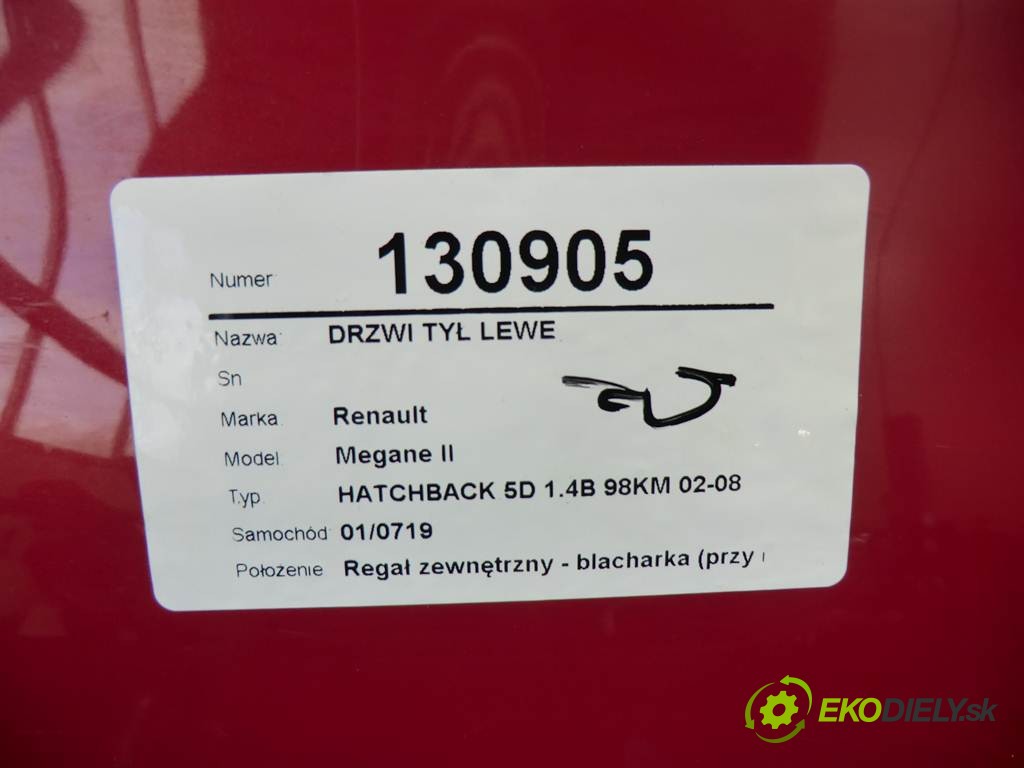 Numer 130905
Nazwa: DRZWI TYŁ LEWE
Sn
Marka Renault
Model Megane II
Typ HATCHBACK 5D 1.4B 98KM 02-08
Samochód 01/0719
Położenie Regał zewnętrzny - blacharka (przy
EKODIELY.sk